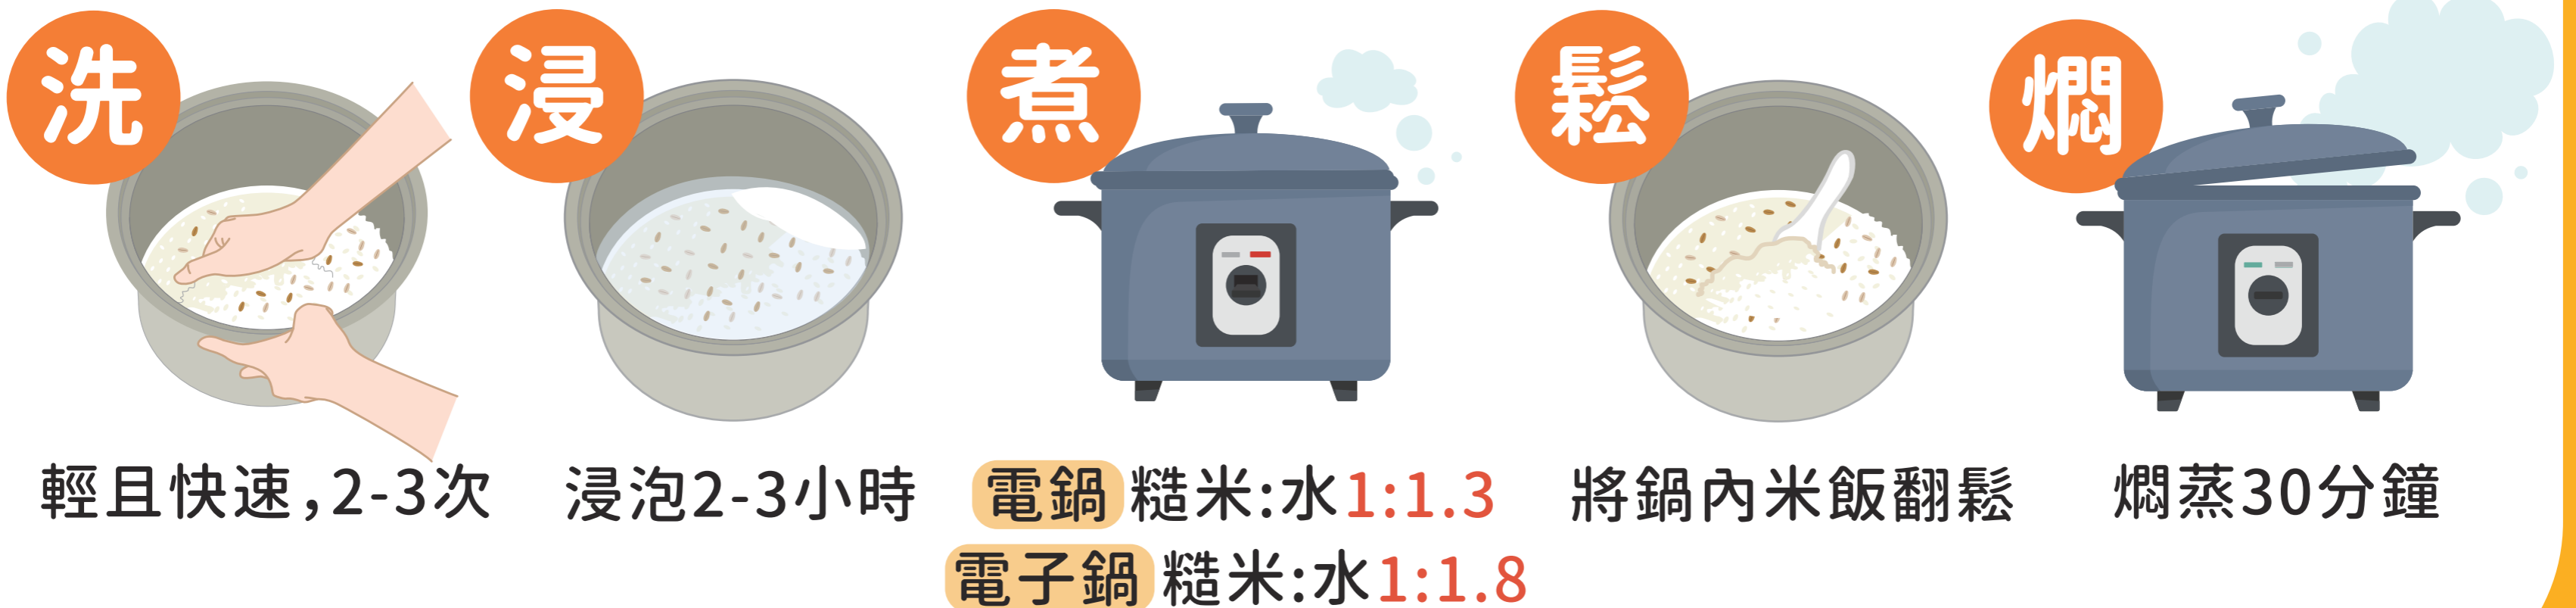 洗
輕且快速,2-3次
浸
浸泡2-3小時
煮
電鍋 糙米:水1:1.3
電子鍋 糙米:水1:1.8
鬆
將鍋內米飯翻鬆
燜
燜蒸30分鐘